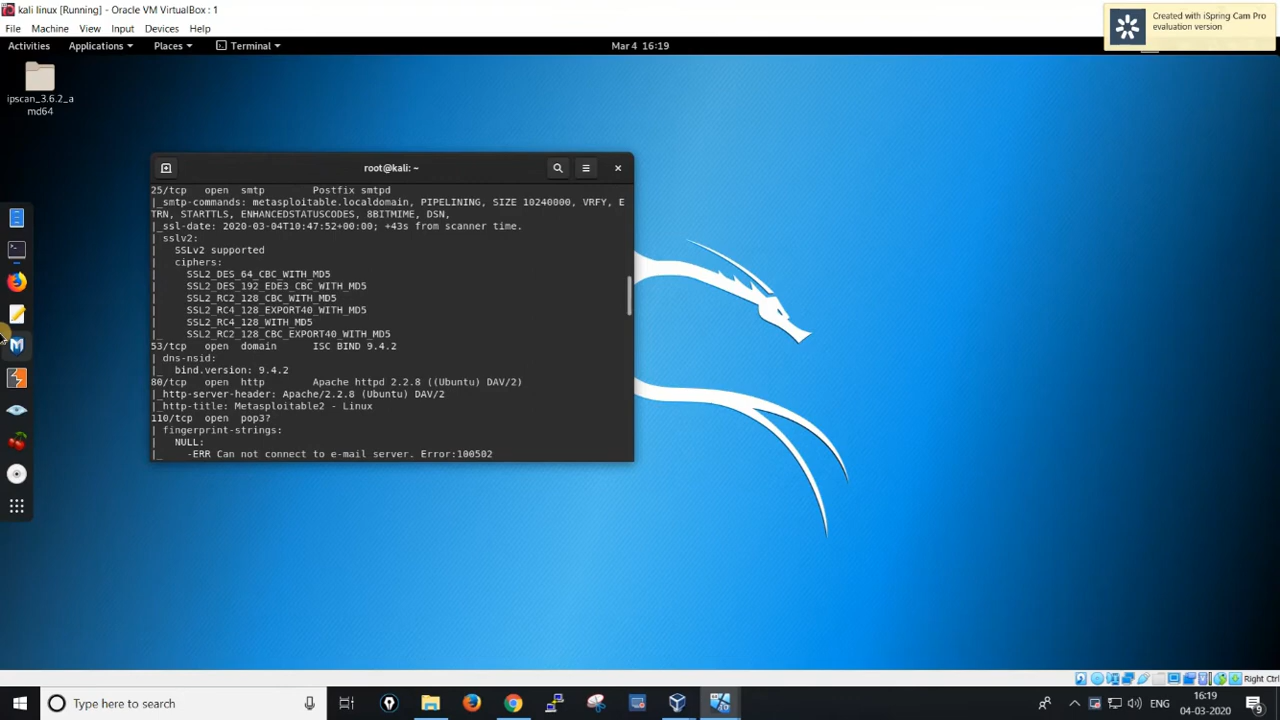 kali linux [Running] - Oracle VM VirtualBox : 1
File Machine View Input Devices Help
Created with iSpring Cam Pro
evaluation version
Activities Applications Places Terminal Mar 4 16:19
ipscan_3.6.2_a
md64
root@kali: ~
25/tcp open smtp Postfix smtpd
|_smtp-commands: metasploitable.localdomain, PIPELINING, SIZE 10240000, VRFY, E
TRN, STARTTLS, ENHANCEDSTATUSCODES, 8BITMIME, DSN,
|_ssl-date: 2020-03-04T10:47:52+00:00; +43s from scanner time.
| sslv2:
| SSLv2 supported
| ciphers:
| SSL2_DES_64_CBC_WITH_MD5
| SSL2_DES_192_EDE3_CBC_WITH_MD5
| SSL2_RC2_128_CBC_WITH_MD5
| SSL2_RC4_128_EXPORT40_WITH_MD5
| SSL2_RC4_128_WITH_MD5
|_ SSL2_RC2_128_CBC_EXPORT40_WITH_MD5
53/tcp open domain ISC BIND 9.4.2
| dns-nsid:
|_ bind.version: 9.4.2
80/tcp open http Apache httpd 2.2.8 ((Ubuntu) DAV/2)
|_http-server-header: Apache/2.2.8 (Ubuntu) DAV/2
|_http-title: Metasploitable2 - Linux
110/tcp open pop3?
| fingerprint-strings:
| NULL:
|_ -ERR Can not connect to e-mail server. Error:100502
Right Ctrl
Type here to search
ENG
16:19
04-03-2020
9